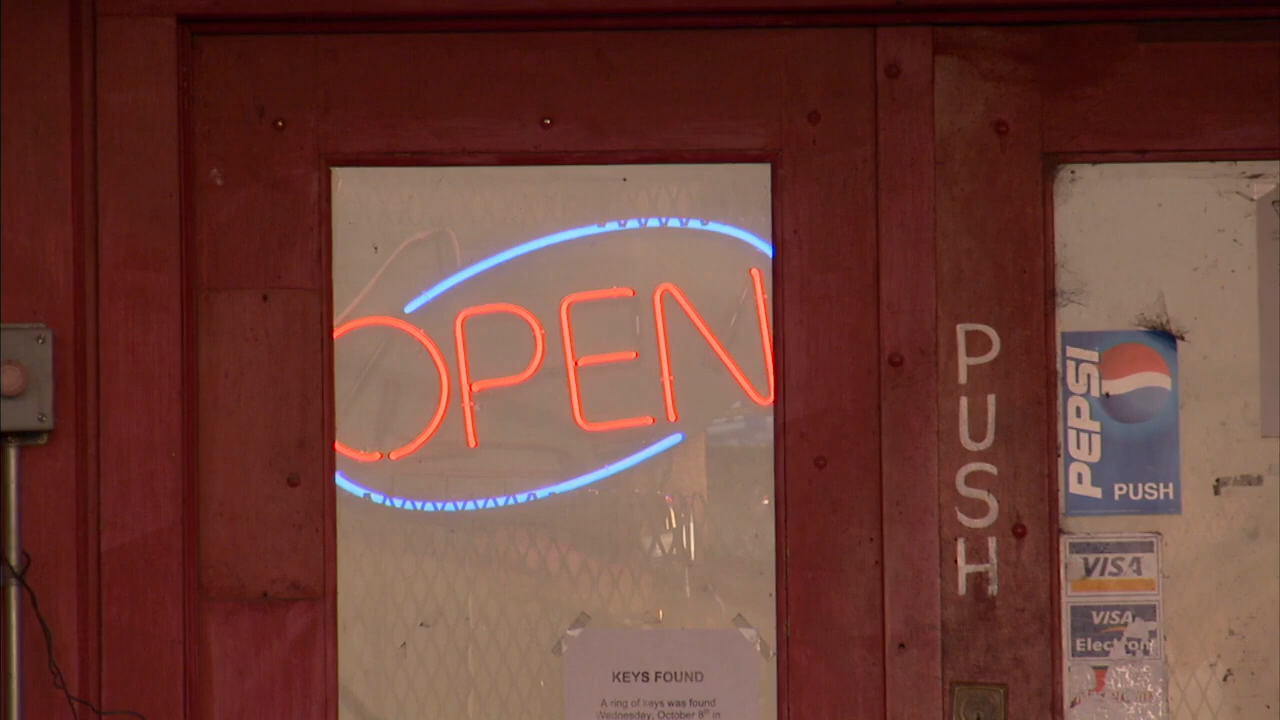 OPEN
PUSH
PEPSI
PUSH
VISA
VISA
Electron
KEYS FOUND
A ring of keys was found
Wednesday, October 8th in